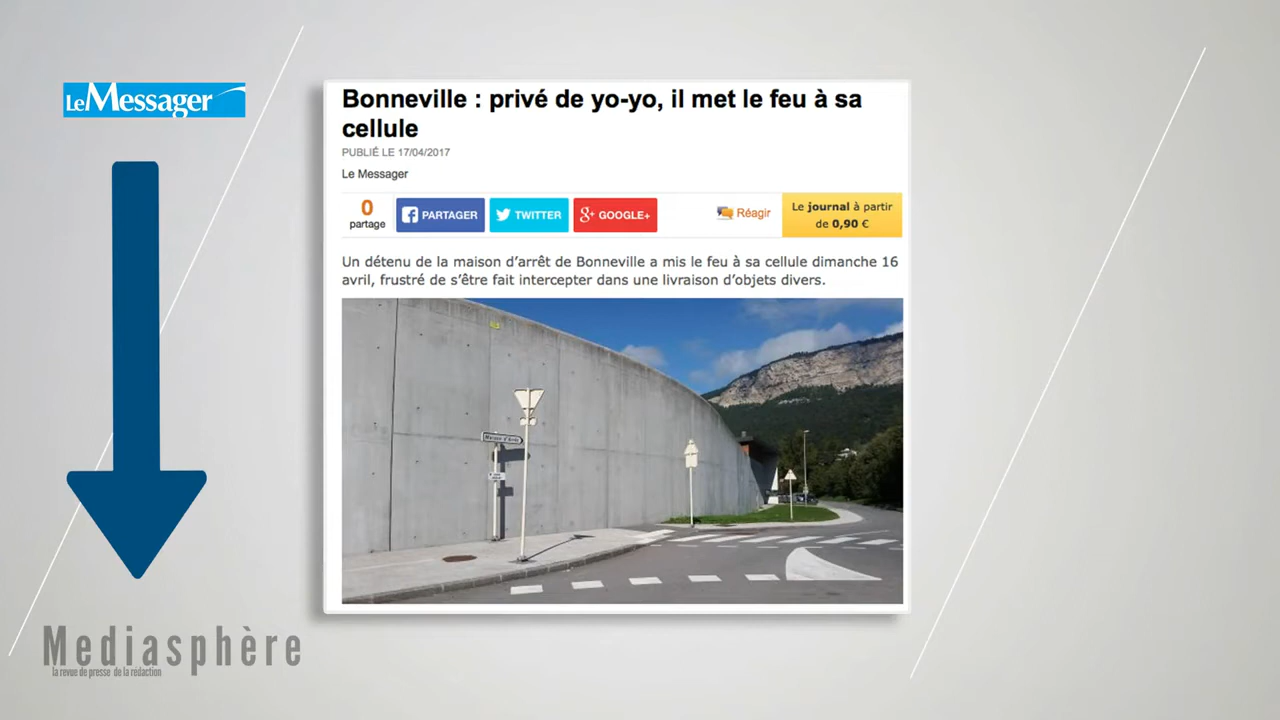 Le Messager
Bonneville : privé de yo-yo, il met le feu à sa
cellule
PUBLIÉ LE 17/04/2017
Le Messager
0
partage
PARTAGER
TWITTER
g+ GOOGLE+
Réagir
Le journal à partir
de 0,90 €
Un détenu de la maison d’arrêt de Bonneville a mis le feu à sa cellule dimanche 16
avril, frustré de s’être fait intercepter dans une livraison d’objets divers.
Maison d'Arrêt
Mediasphère
la revue de presse de la rédaction